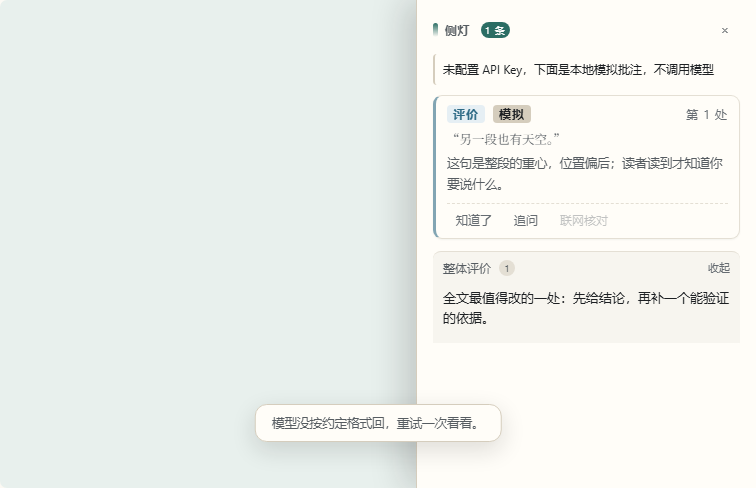 侧灯 1 条 ×
未配置 API Key，下面是本地模拟批注，不调用模型
评价 模拟 第 1 处
“另一段也有天空。”
这句是整段的重心，位置偏后；读者读到才知道你
要说什么。
知道了 追问 联网核对
整体评价 1 收起
全文最值得改的一处：先给结论，再补一个能验证
的依据。
模型没按约定格式回，重试一次看看。